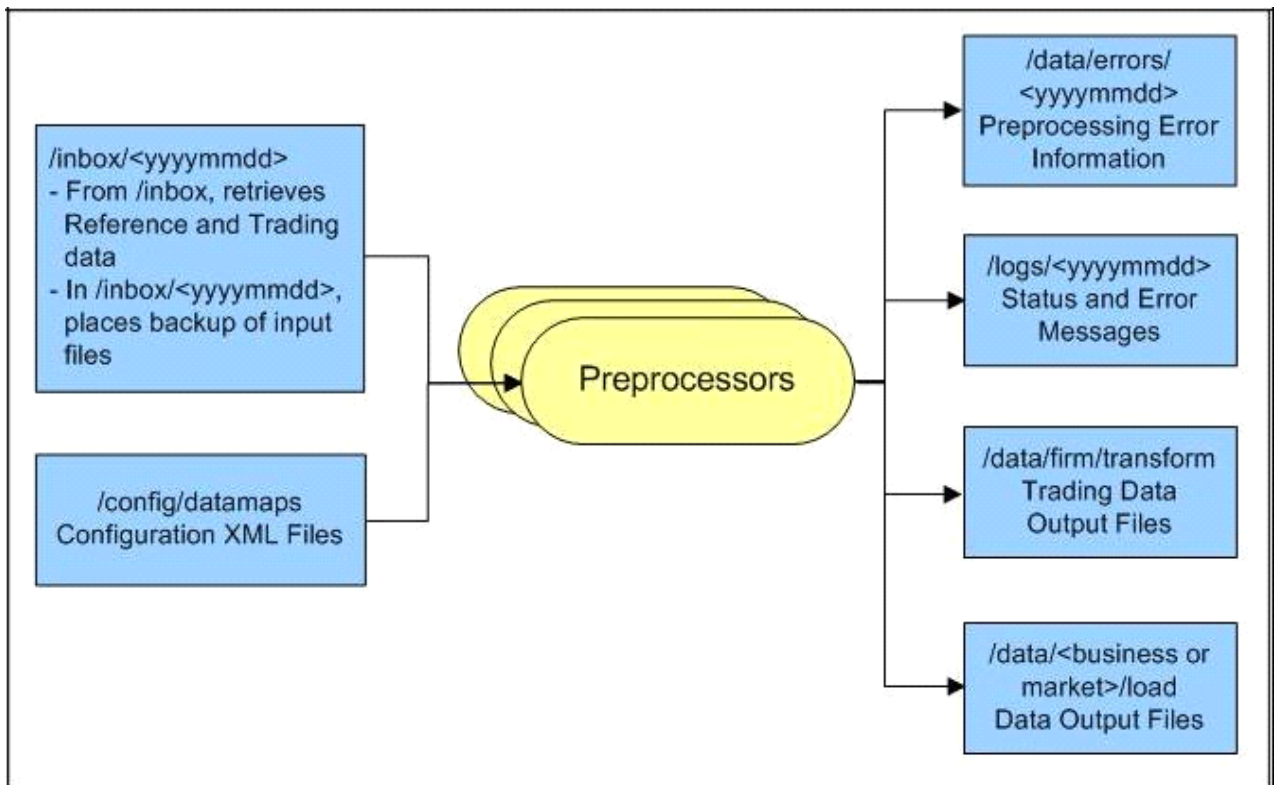 /inbox/<yyyymmdd>
- From /inbox, retrieves
Reference and Trading
data
- In /inbox/<yyyymmdd>,
places backup of input
files
/config/datamaps
Configuration XML Files
Preprocessors
/data/errors/
<yyyymmdd>
Preprocessing Error
Information
/logs/<yyyymmdd>
Status and Error
Messages
/data/firm/transform
Trading Data
Output Files
/data/<business or
market>/load
Data Output Files